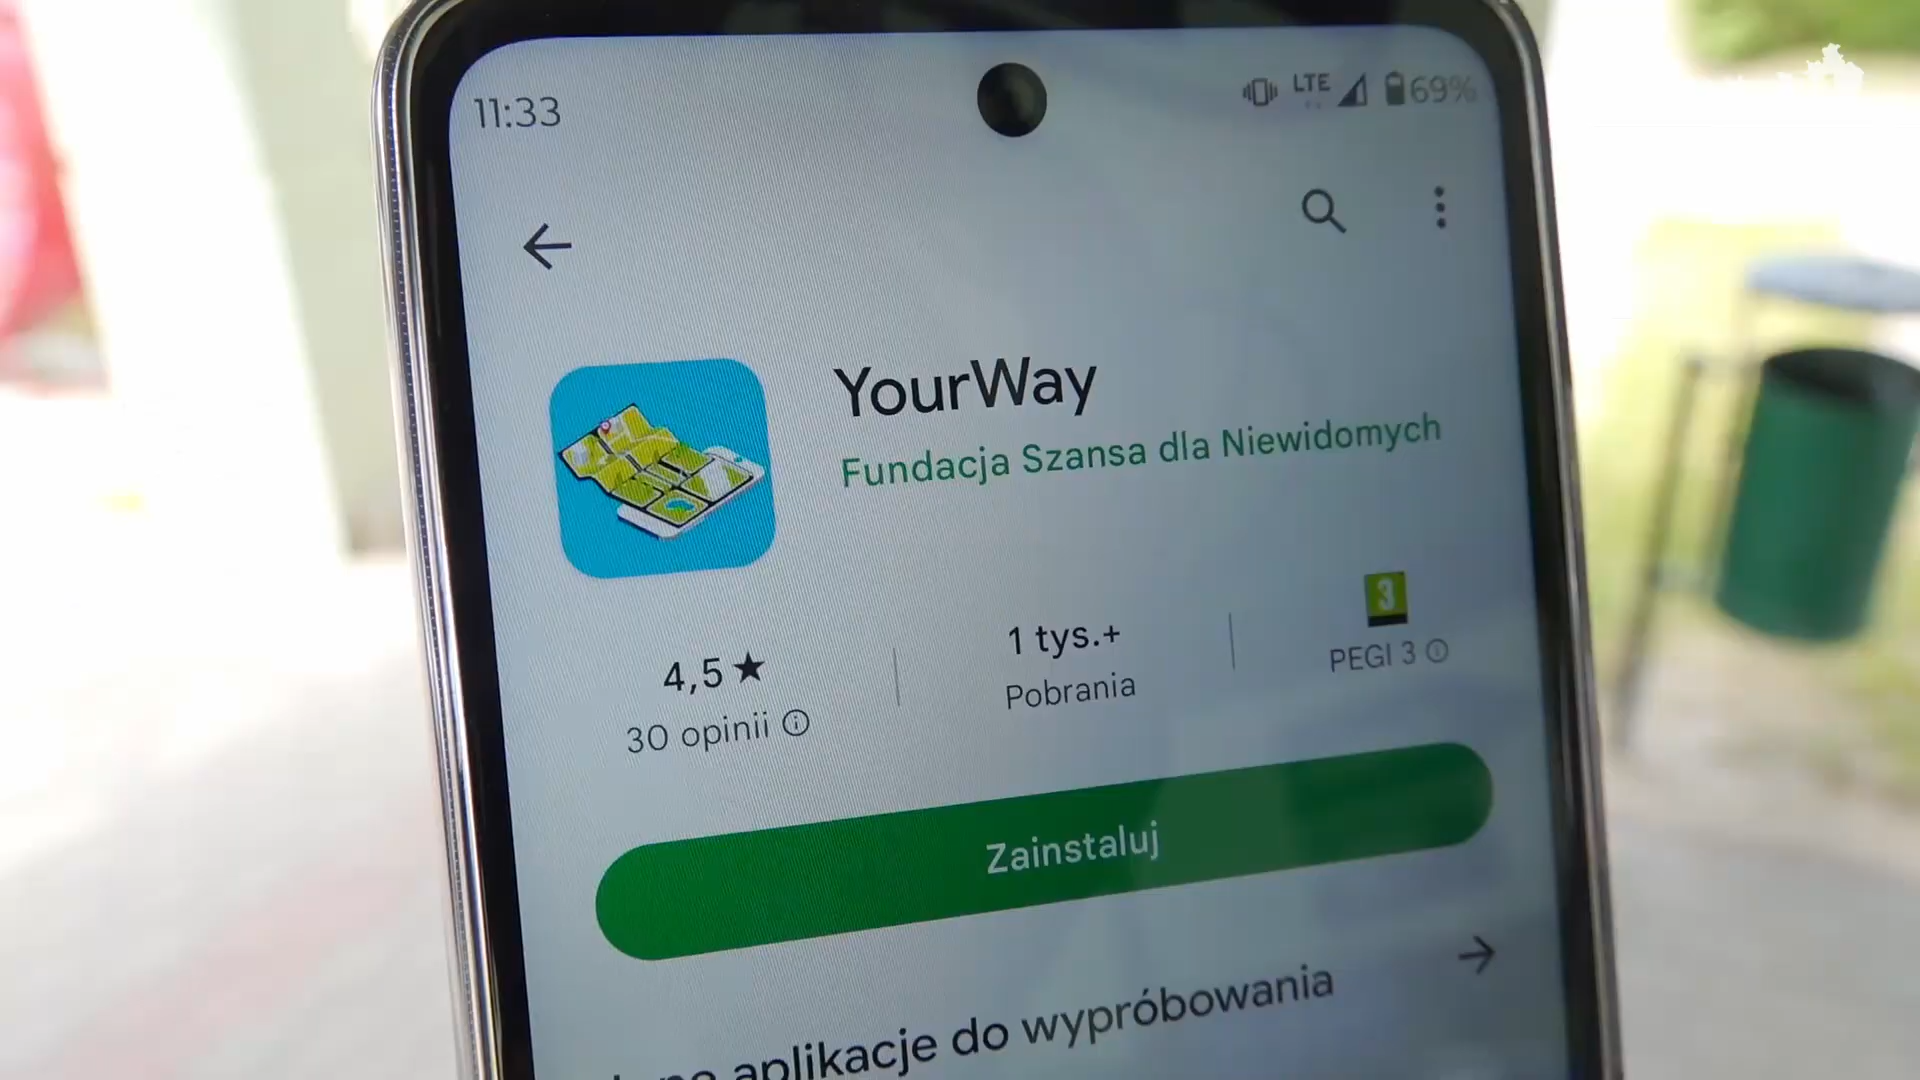 11:33
LTE
69%
YourWay
Fundacja Szansa dla Niewidomych
4,5★
30 opinii
1 tys.+
Pobrania
3
PEGI 3
Zainstaluj
aplikacje do wypróbowania